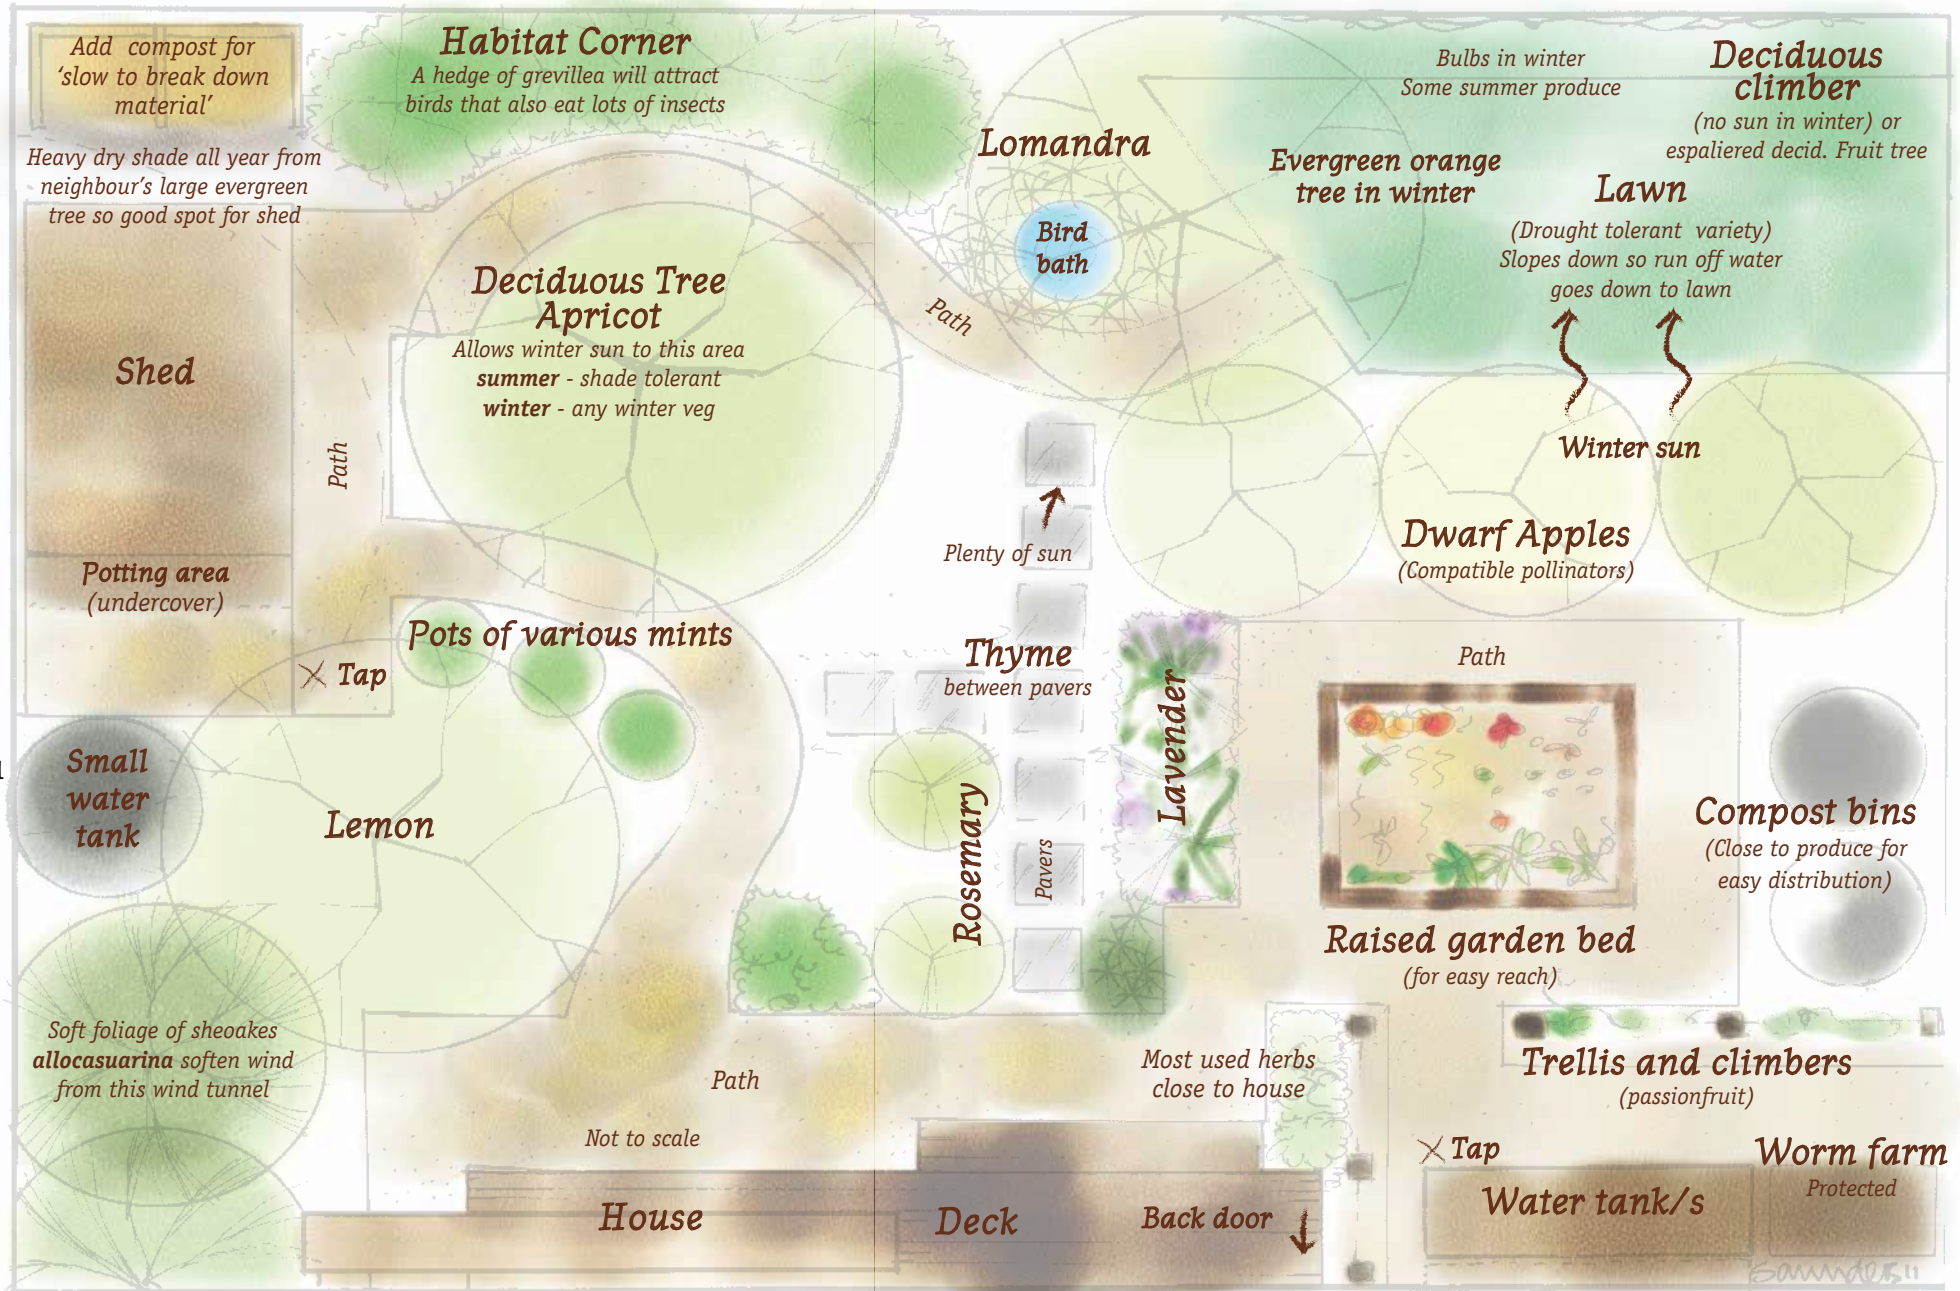 Add compost for
‘slow to break down
material’
Heavy dry shade all year from
neighbour’s large evergreen
tree so good spot for shed
Habitat Corner
A hedge of grevillea will attract
birds that also eat lots of insects
Lomandra
Bird
bath
Bulbs in winter
Some summer produce
Deciduous
climber
(no sun in winter) or
espaliered decid. Fruit tree
Evergreen orange
tree in winter
Lawn
(Drought tolerant variety)
Slopes down so run off water
goes down to lawn
Winter sun
Shed
Path
Deciduous Tree
Apricot
Allows winter sun to this area
summer - shade tolerant
winter - any winter veg
Path
Plenty of sun
Dwarf Apples
(Compatible pollinators)
Potting area
(undercover)
Tap
Pots of various mints
Thyme
between pavers
Lavender
Path
Small
water
tank
Lemon
Rosemary
Pavers
Compost bins
(Close to produce for
easy distribution)
Raised garden bed
(for easy reach)
Soft foliage of sheoakes
allocasuarina soften wind
from this wind tunnel
Path
Not to scale
Most used herbs
close to house
Trellis and climbers
(passionfruit)
Tap
Worm farm
Protected
Water tank/s
House
Deck
Back door
Saunders 11